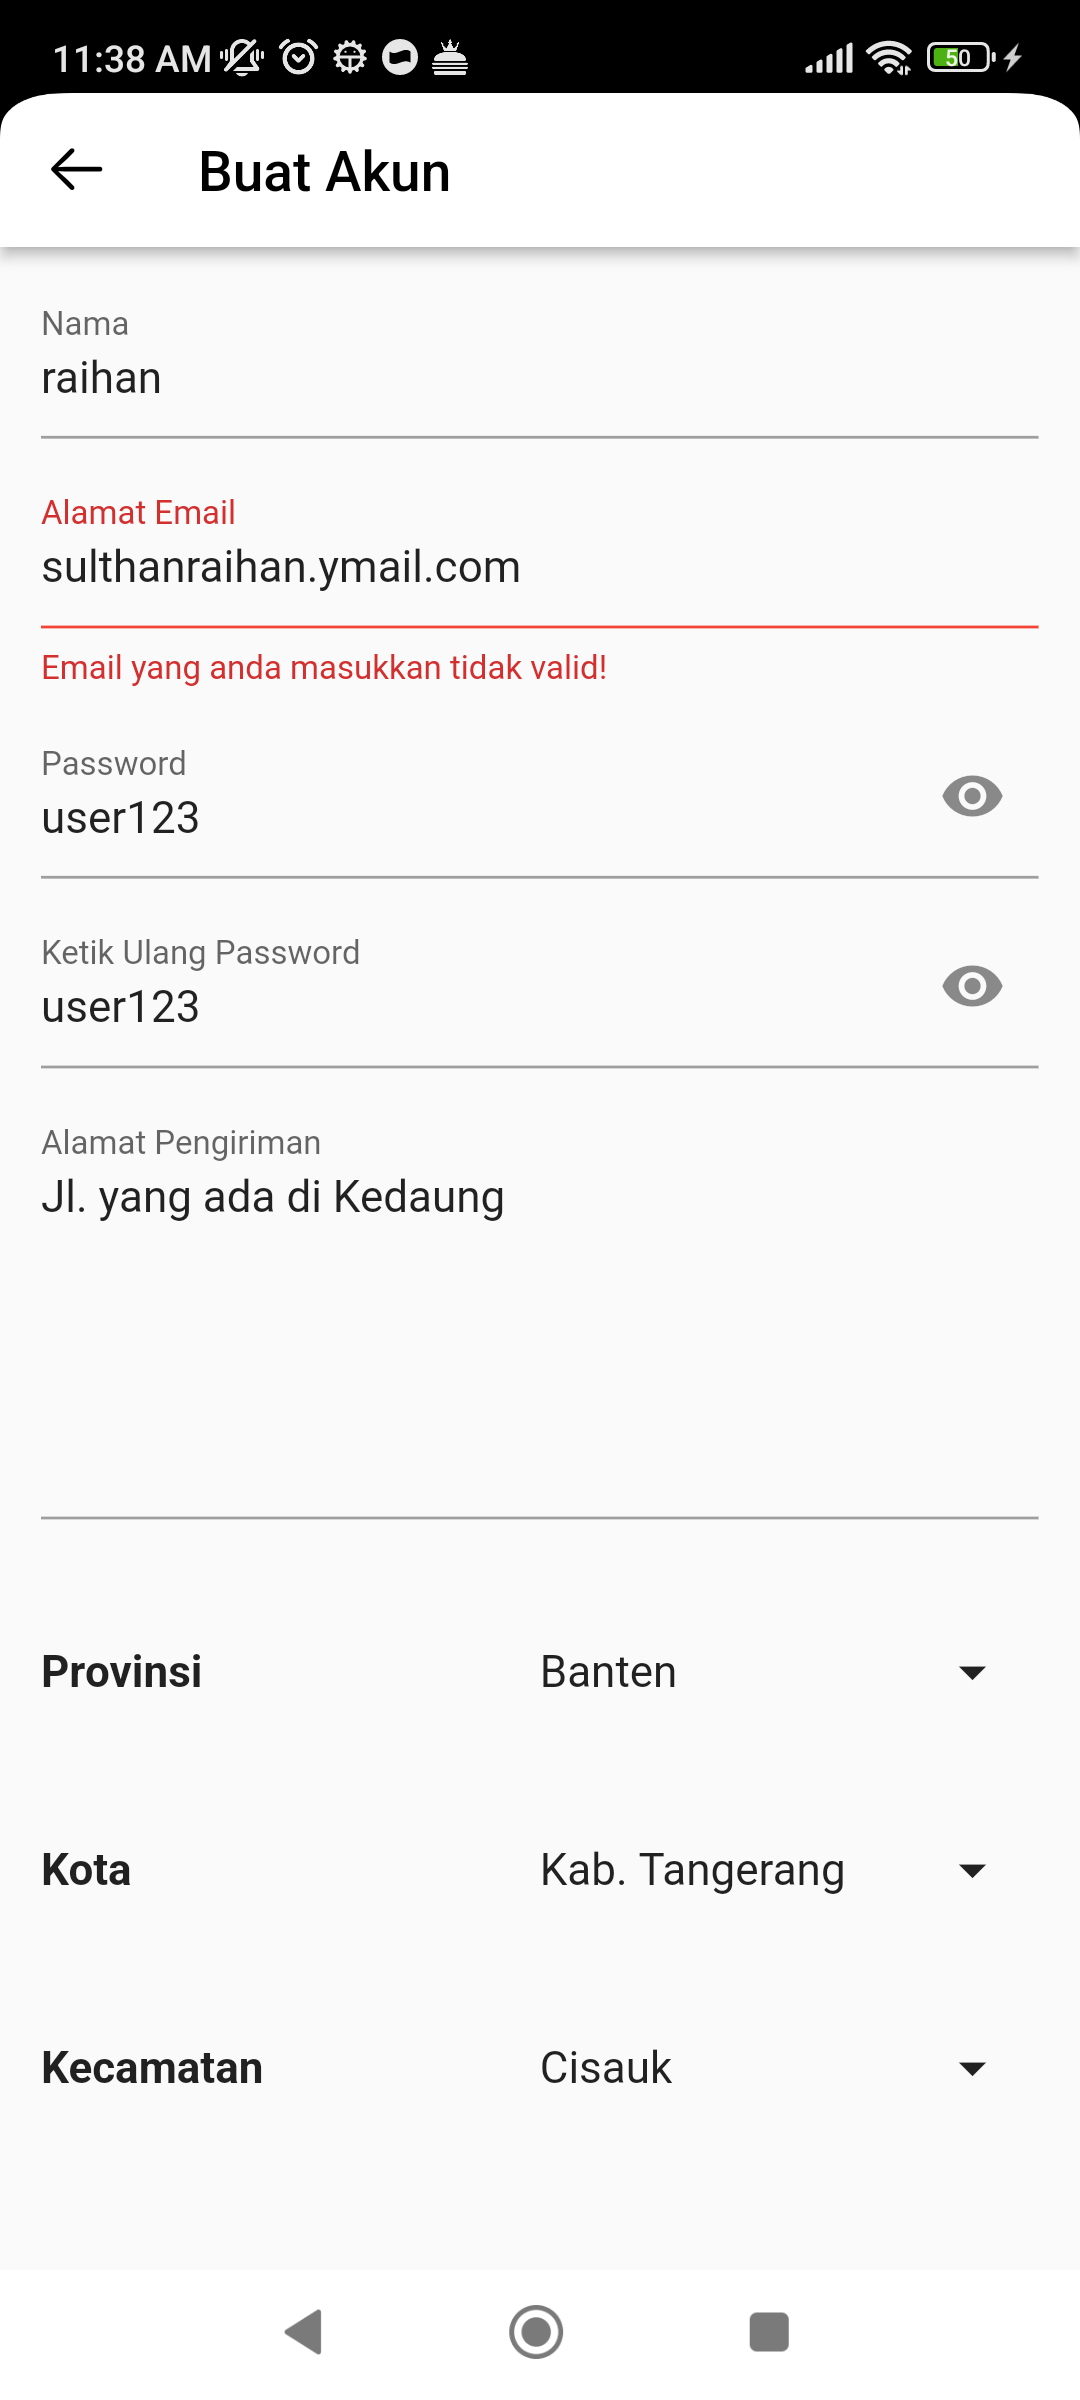 11:38 AM
50
Buat Akun
Nama
raihan
Alamat Email
sulthanraihan.ymail.com
Email yang anda masukkan tidak valid!
Password
user123
Ketik Ulang Password
user123
Alamat Pengiriman
Jl. yang ada di Kedaung
Provinsi Banten
Kota Kab. Tangerang
Kecamatan Cisauk